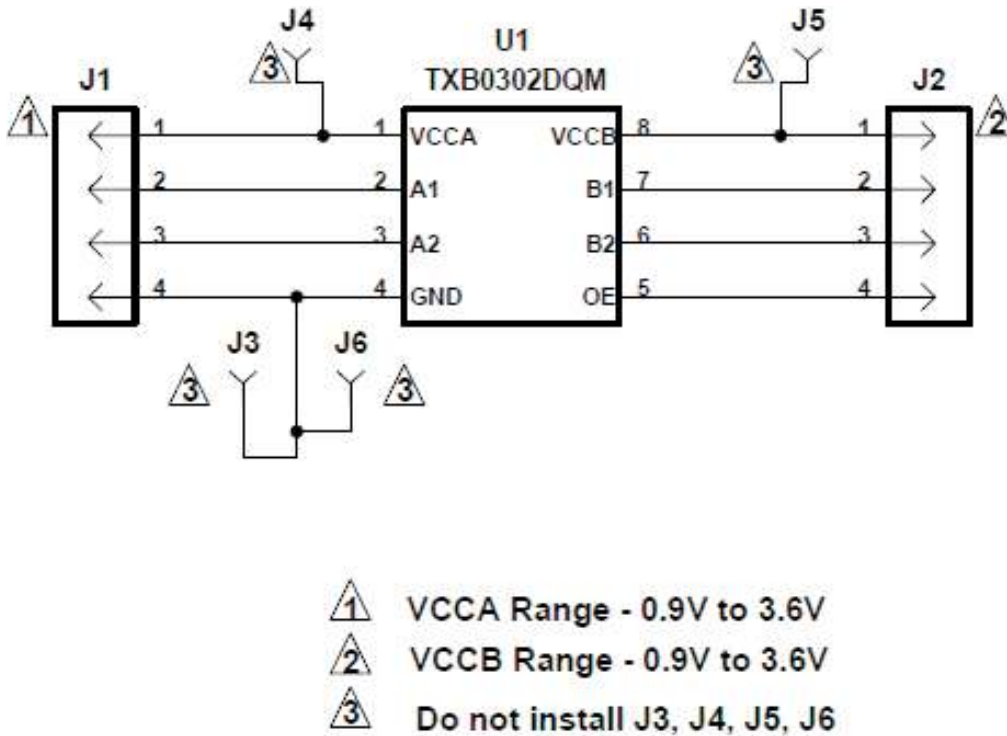 J4
J5
3
3
U1
TXB0302DQM
J1
J2
1
2
1
1
VCCA
VCCB
8
1
2
2
A1
B1
7
2
3
3
A2
B2
6
3
4
4
GND
OE
5
4
J3
J6
3
3
1 VCCA Range - 0.9V to 3.6V
2 VCCB Range - 0.9V to 3.6V
3 Do not install J3, J4, J5, J6